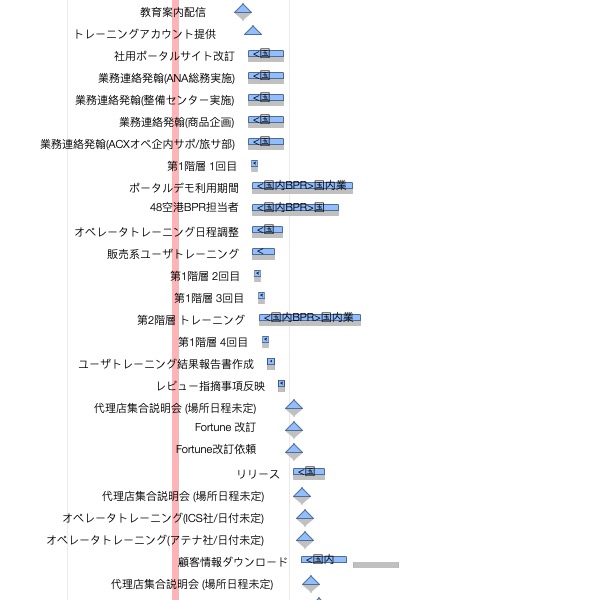 教育案内配信
トレーニングアカウント提供
社用ポータルサイト改訂 <国
業務連絡発翰(ANA総務実施) <国
業務連絡発翰(整備センター実施) <国
業務連絡発翰(商品企画) <国
業務連絡発翰(ACXオペ企内サポ/旅サ部) <国
第1階層 1回目 <
ポータルデモ利用期間 <国内BPR>国内業
48空港BPR担当者 <国内BPR>国
オペレータトレーニング日程調整 <国
販売系ユーザトレーニング <
第1階層 2回目 <
第1階層 3回目 <
第2階層 トレーニング <国内BPR>国内業
第1階層 4回目 <
ユーザトレーニング結果報告書作成 <
レビュー指摘事項反映 <
代理店集合説明会 (場所日程未定)
Fortune 改訂
Fortune改訂依頼
リリース <国
代理店集合説明会 (場所日程未定)
オペレータトレーニング(ICS社/日付未定)
オペレータトレーニング(アテナ社/日付未定)
顧客情報ダウンロード <国内
代理店集合説明会 (場所日程未定)